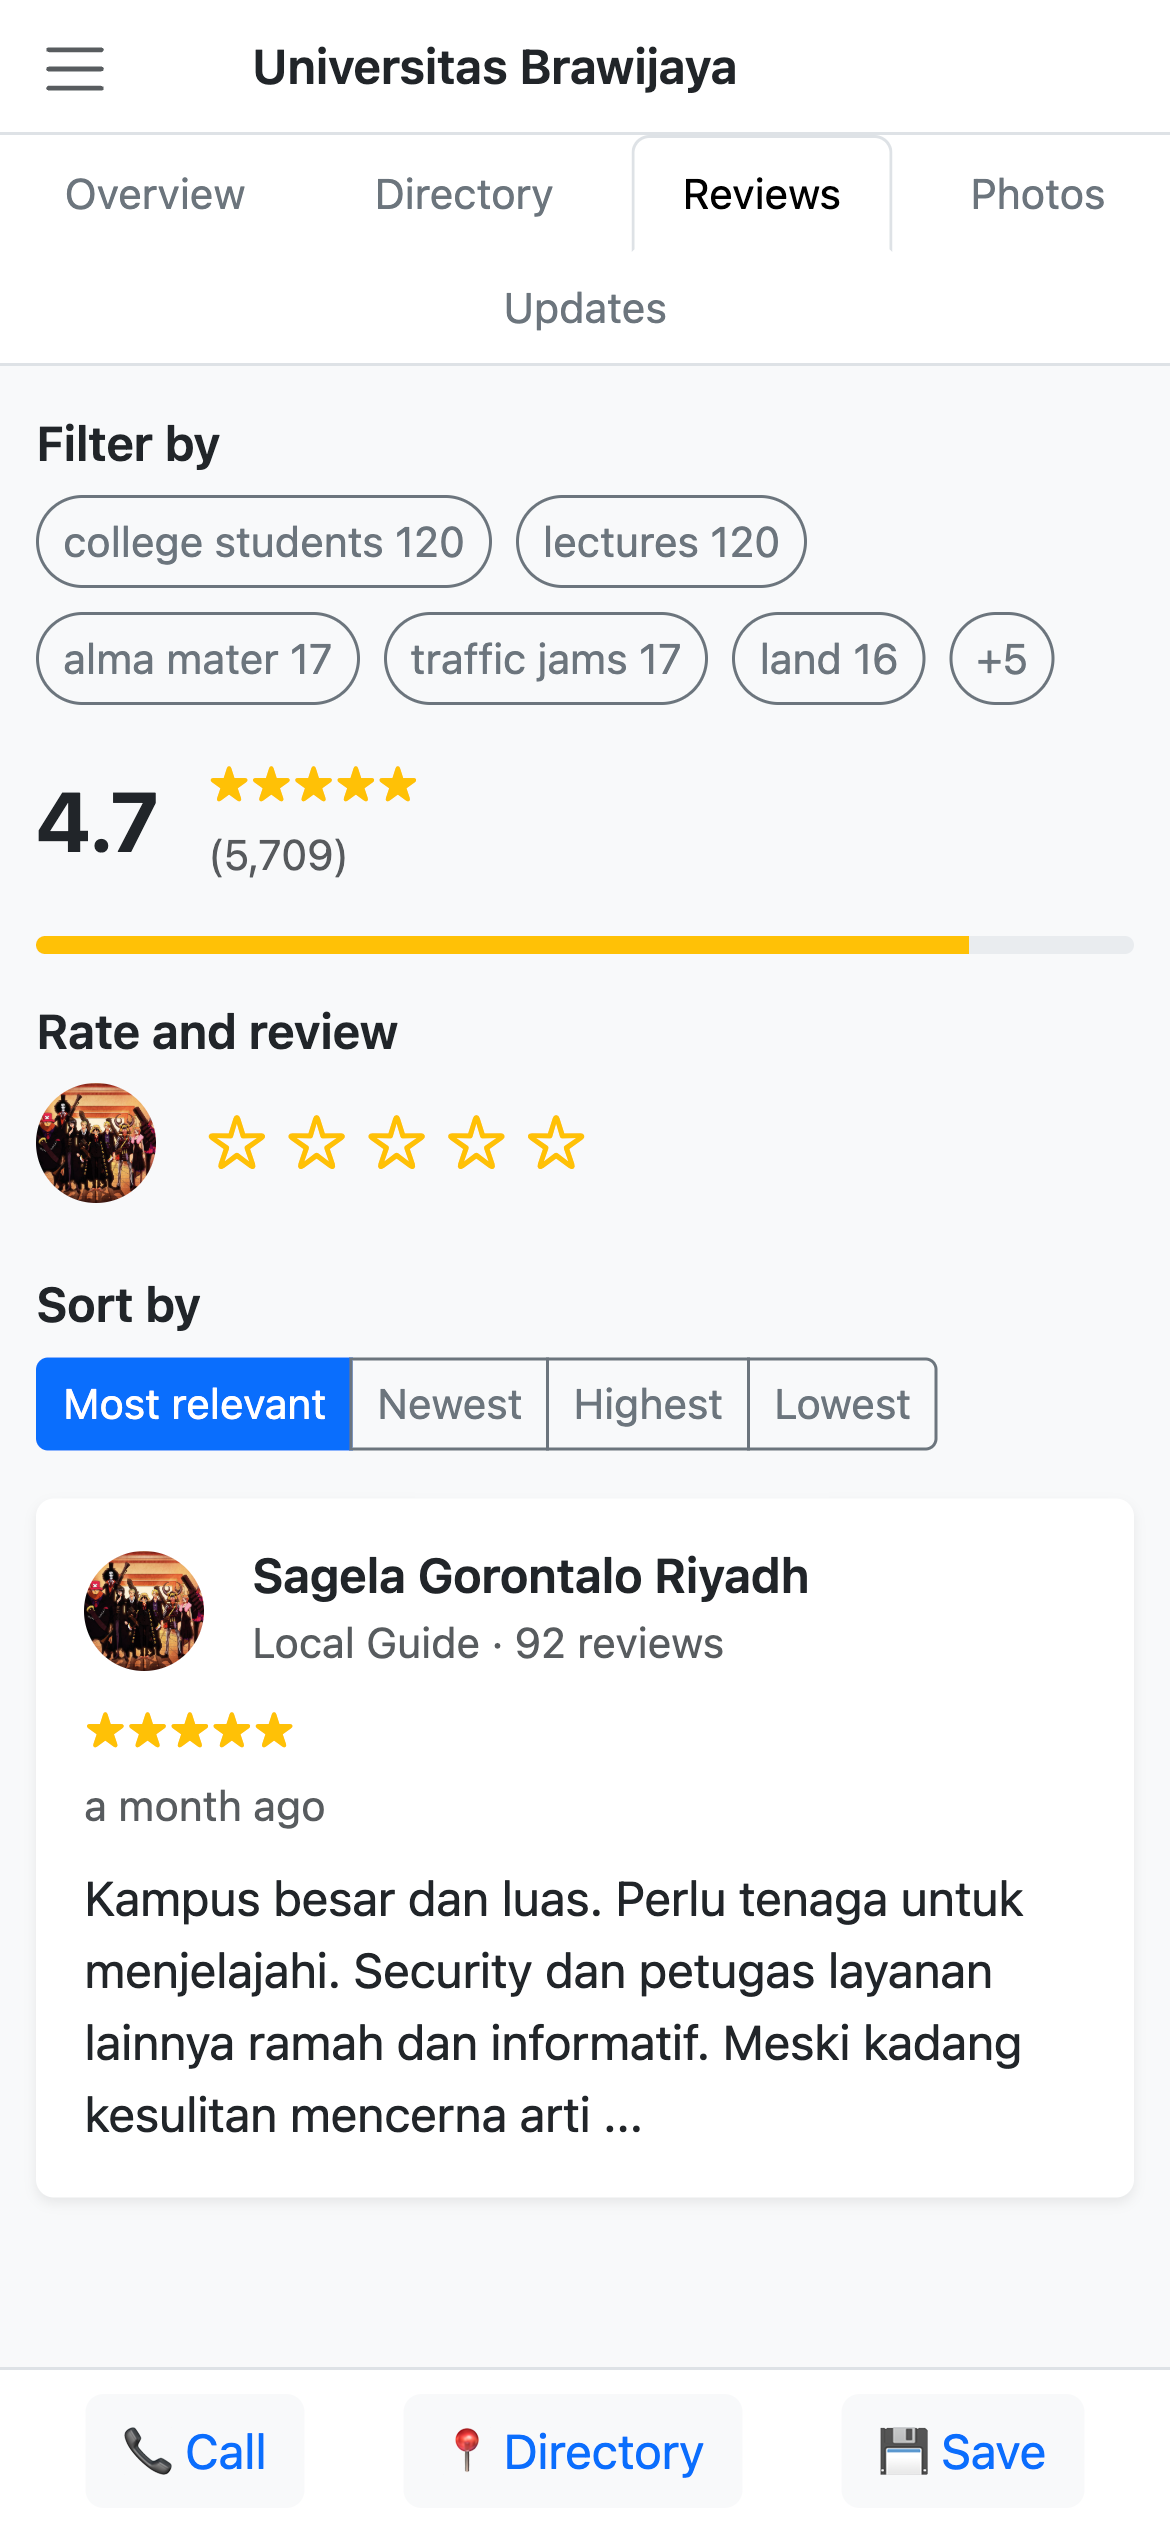 Universitas Brawijaya
Overview
Directory
Reviews
Photos
Updates
Filter by
college students 120
lectures 120
alma mater 17
traffic jams 17
land 16
+5
4.7
(5,709)
Rate and review
Sort by
Most relevant
Newest
Highest
Lowest
Sagela Gorontalo Riyadh
Local Guide · 92 reviews
a month ago
Kampus besar dan luas. Perlu tenaga untuk
menjelajahi. Security dan petugas layanan
lainnya ramah dan informatif. Meski kadang
kesulitan mencerna arti ...
Call
Directory
Save